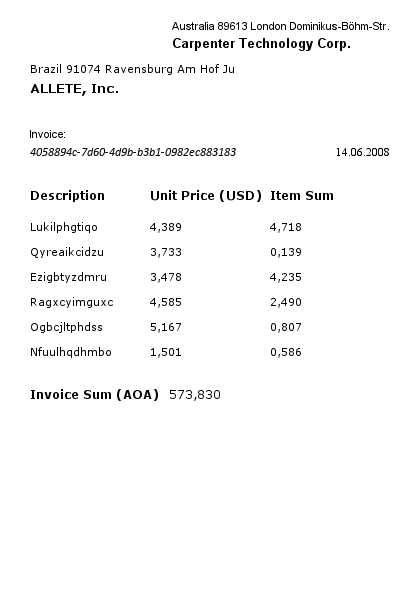 Australia 89613 London Dominikus-Böhm-Str.
Carpenter Technology Corp.
Brazil 91074 Ravensburg Am Hof Ju
ALLETE, Inc.
Invoice:
4058894c-7d60-4d9b-b3b1-0982ec883183 14.06.2008
Description Unit Price (USD) Item Sum
Lukilphgtiqo 4,389 4,718
Qyreaikcidzu 3,733 0,139
Ezigbtyzdmru 3,478 4,235
Ragxcyimguxc 4,585 2,490
Ogbcjltphdss 5,167 0,807
Nfuulhqdhmbo 1,501 0,586
Invoice Sum (AOA) 573,830